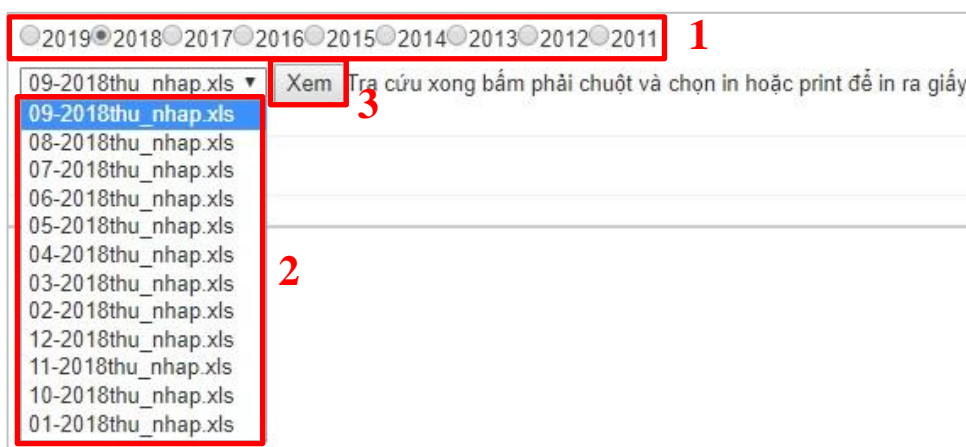 2019 2018 2017 2016 2015 2014 2013 2012 2011 1
09-2018thu_nhap.xls ▼ Xem Tra cứu xong bấm phải chuột và chọn in hoặc print để in ra giấy
3
09-2018thu_nhap.xls
08-2018thu_nhap.xls
07-2018thu_nhap.xls
06-2018thu_nhap.xls
05-2018thu_nhap.xls
04-2018thu_nhap.xls
2
03-2018thu_nhap.xls
02-2018thu_nhap.xls
12-2018thu_nhap.xls
11-2018thu_nhap.xls
10-2018thu_nhap.xls
01-2018thu_nhap.xls